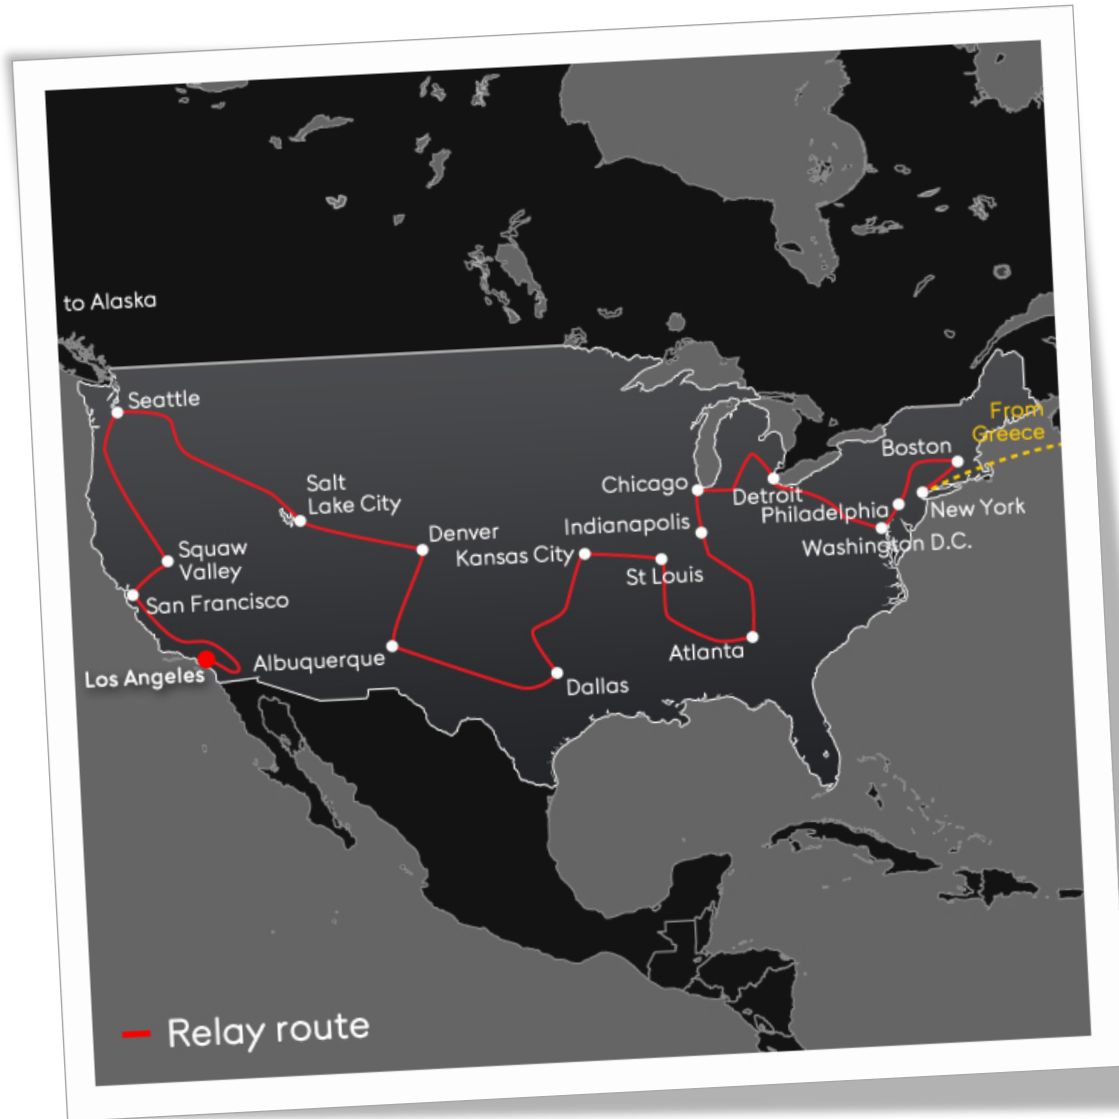 to Alaska
Seattle
From
Greece
Boston
Salt
Lake City
Chicago
Detroit
Philadelphia
New York
Denver
Indianapolis
Kansas City
Washington D.C.
Squaw
Valley
St Louis
San Francisco
Atlanta
Albuquerque
Los Angeles
Dallas
Relay route